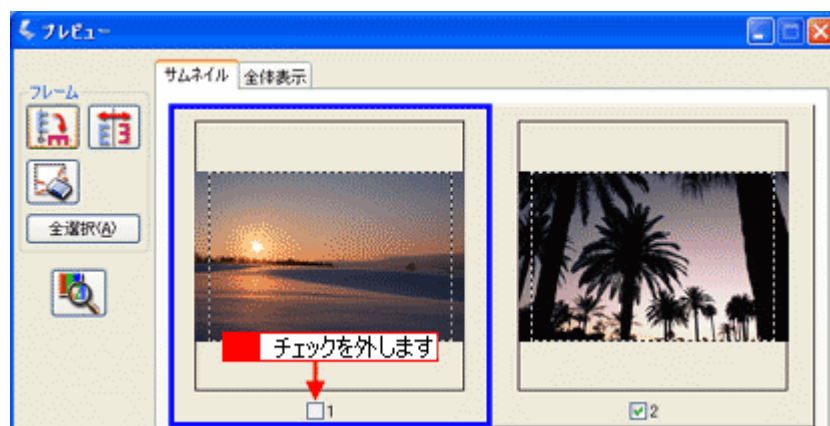 プレビュー
サムネイル 全体表示
フレーム
全選択(A)
チェックを外します
1
2